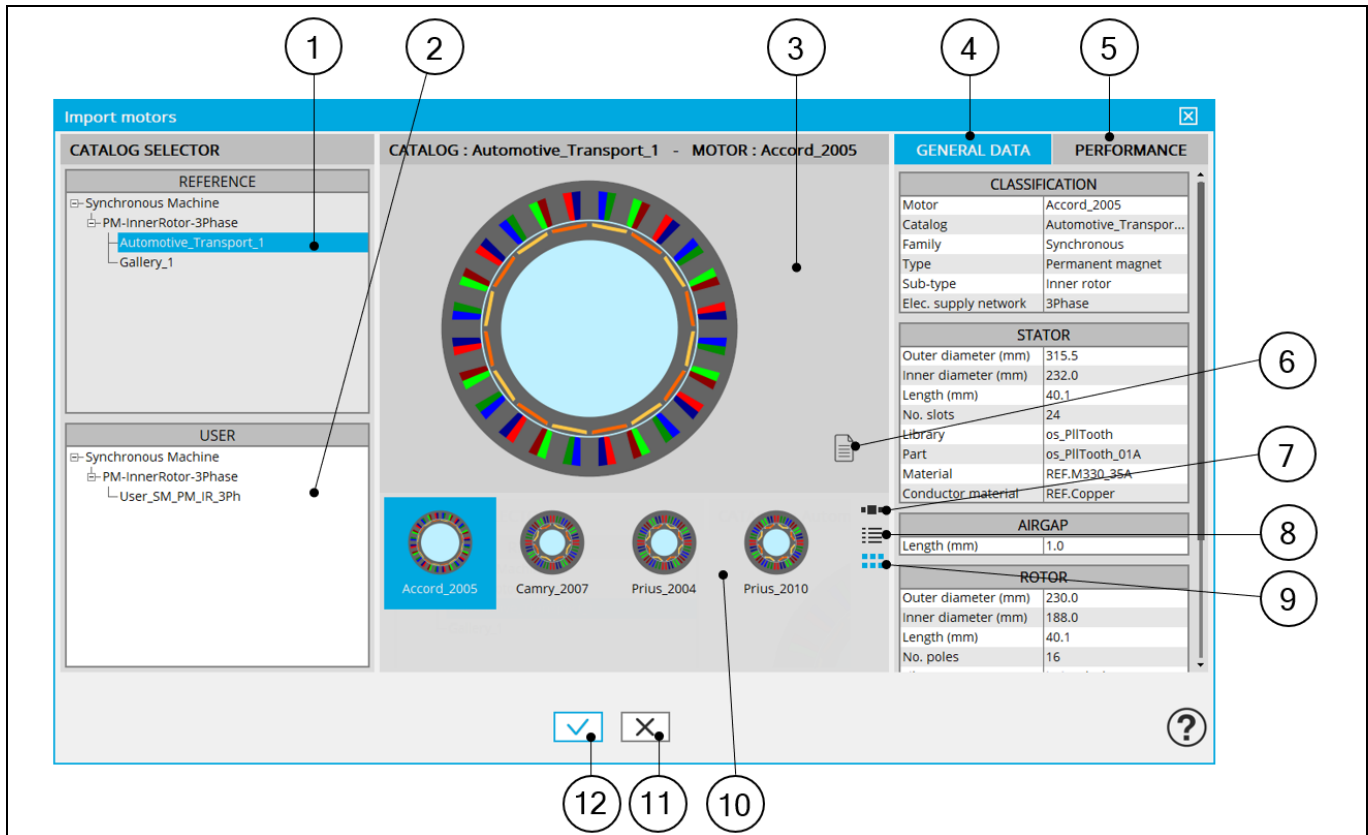 1
2
3
4
5
Import motors
CATALOG SELECTOR
REFERENCE
Synchronous Machine
PM-InnerRotor-3Phase
Automotive_Transport_1
Gallery_1
USER
Synchronous Machine
PM-InnerRotor-3Phase
User_SM_PM_IR_3Ph
CATALOG : Automotive_Transport_1 - MOTOR : Accord_2005
Accord_2005
Camry_2007
Prius_2004
Prius_2010
GENERAL DATA
PERFORMANCE
CLASSIFICATION
Motor Accord_2005
Catalog Automotive_Transpor...
Family Synchronous
Type Permanent magnet
Sub-type Inner rotor
Elec. supply network 3Phase
STATOR
Outer diameter (mm) 315.5
Inner diameter (mm) 232.0
Length (mm) 40.1
No. slots 24
Library os_PllTooth
Part os_PllTooth_01A
Material REF.M330_35A
Conductor material REF.Copper
AIRGAP
Length (mm) 1.0
ROTOR
Outer diameter (mm) 230.0
Inner diameter (mm) 188.0
Length (mm) 40.1
No. poles 16
6
7
8
9
?
12
11
10